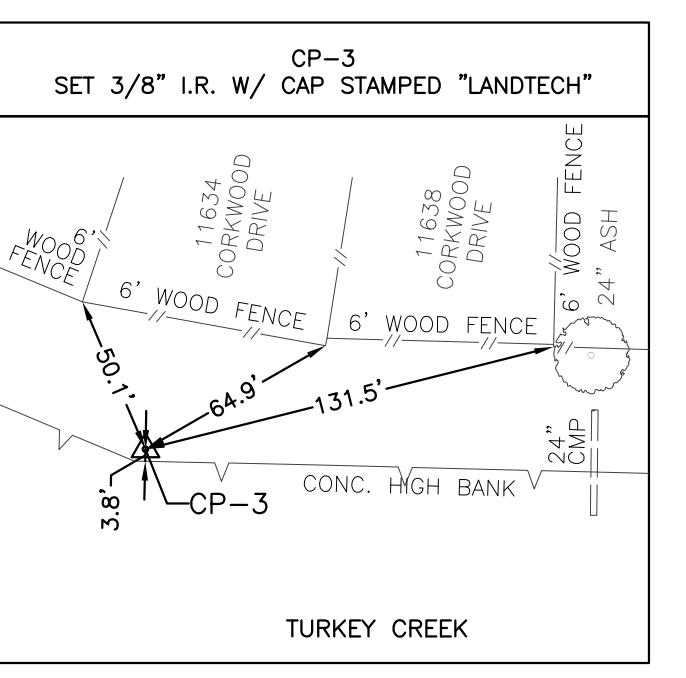 CP-3
SET 3/8" I.R. W/ CAP STAMPED "LANDTECH"
11634
CORKWOOD
DRIVE
11638
CORKWOOD
DRIVE
6' WOOD FENCE
24" ASH
6'
WOOD
FENCE
6' WOOD FENCE
6' WOOD FENCE
50.1'
64.9'
131.5'
24"
CMP
3.8'
CP-3
CONC. HIGH BANK
TURKEY CREEK